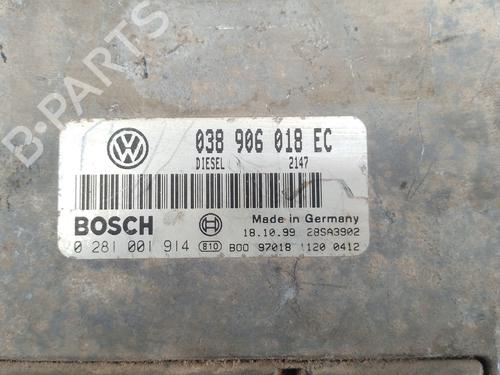 B-PARTS
VW
038 906 018 EC
DIESEL 2147
BOSCH
Made in Germany
18.10.99 28SA3902
0 281 001 914 810 B00 97018 1120 0412